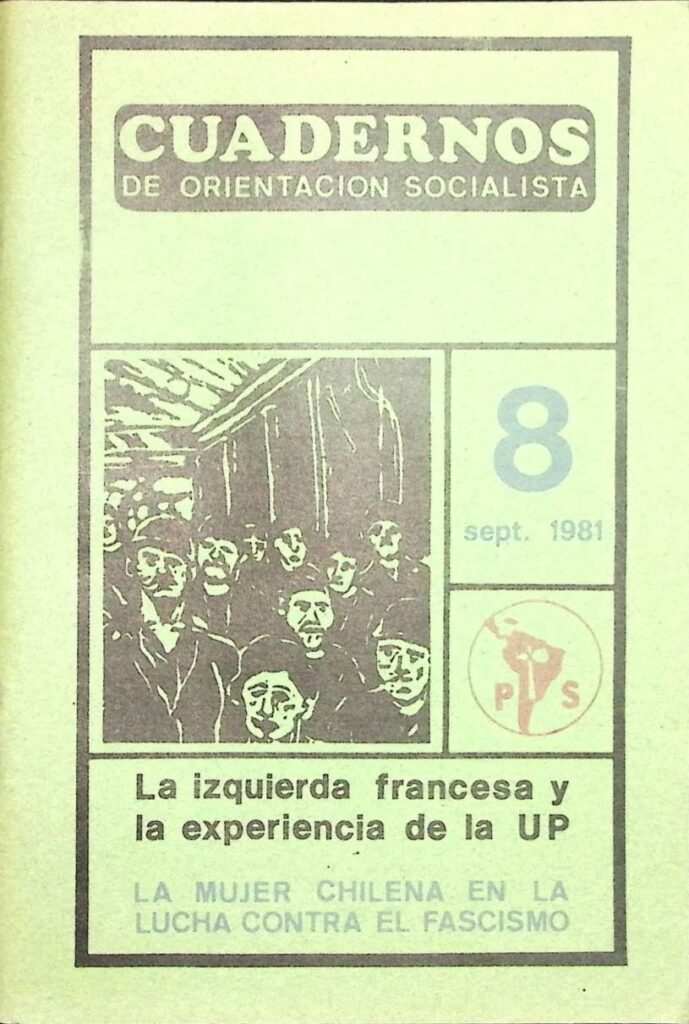 CUADERNOS
DE ORIENTACION SOCIALISTA
8
sept. 1981
P S
La izquierda francesa y
la experiencia de la UP
LA MUJER CHILENA EN LA
LUCHA CONTRA EL FASCISMO